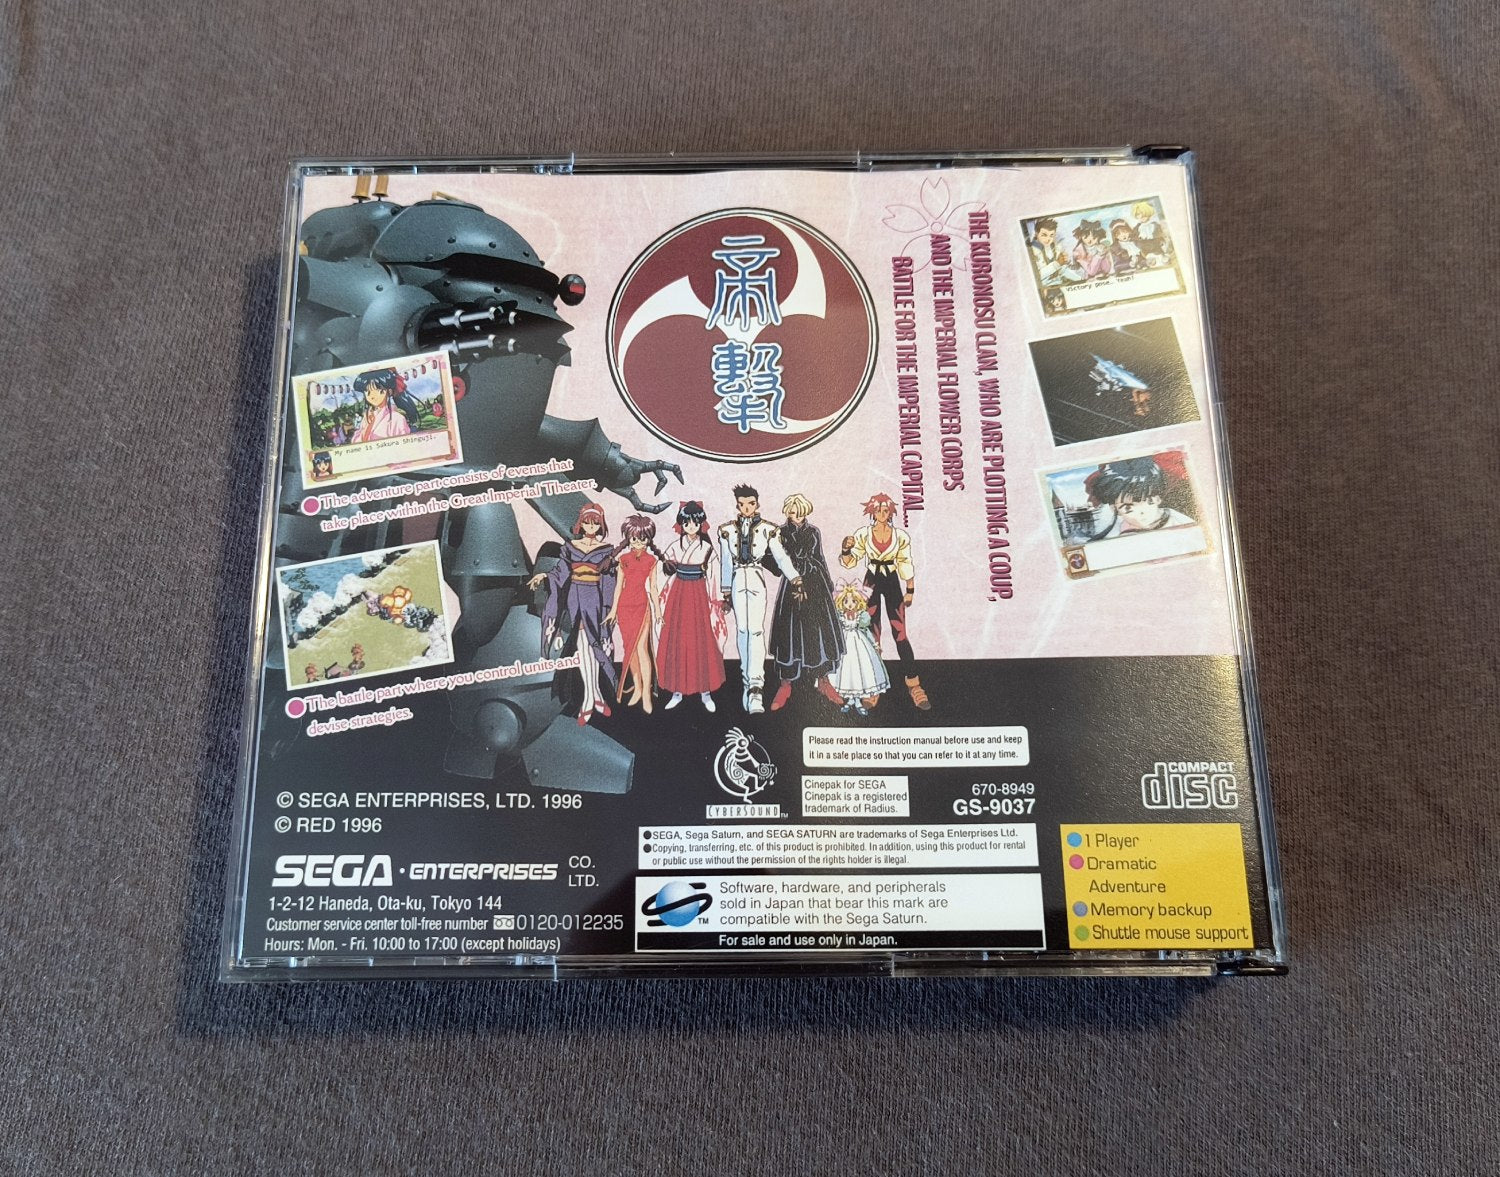 帝
撃
THE KURONOSU CLAN, WHO ARE PLOTTING A COUP,
AND THE IMPERIAL FLOWER CORPS
BATTLE FOR THE IMPERIAL CAPITAL...
Victory pose… Yeah!
My name is Sakura Shinguji.
The adventure part consists of events that
take place within the Great Imperial Theater.
The battle part where you control units and
devise strategies.
© SEGA ENTERPRISES, LTD. 1996
© RED 1996
SEGA · ENTERPRISES CO. LTD.
1-2-12 Haneda, Ota-ku, Tokyo 144
Customer service center toll-free number 0120-012235
Hours: Mon. - Fri. 10:00 to 17:00 (except holidays)
CYBERSOUND™
Please read the instruction manual before use and keep
it in a safe place so that you can refer to it at any time.
Cinepak for SEGA
Cinepak is a registered
trademark of Radius.
670-8949
GS-9037
COMPACT
disc
●SEGA, Sega Saturn, and SEGA SATURN are trademarks of Sega Enterprises Ltd.
●Copying, transferring, etc. of this product is prohibited. In addition, using this product for rental
or public use without the permission of the rights holder is illegal.
TM
Software, hardware, and peripherals
sold in Japan that bear this mark are
compatible with the Sega Saturn.
For sale and use only in Japan.
1 Player
Dramatic
Adventure
Memory backup
Shuttle mouse support